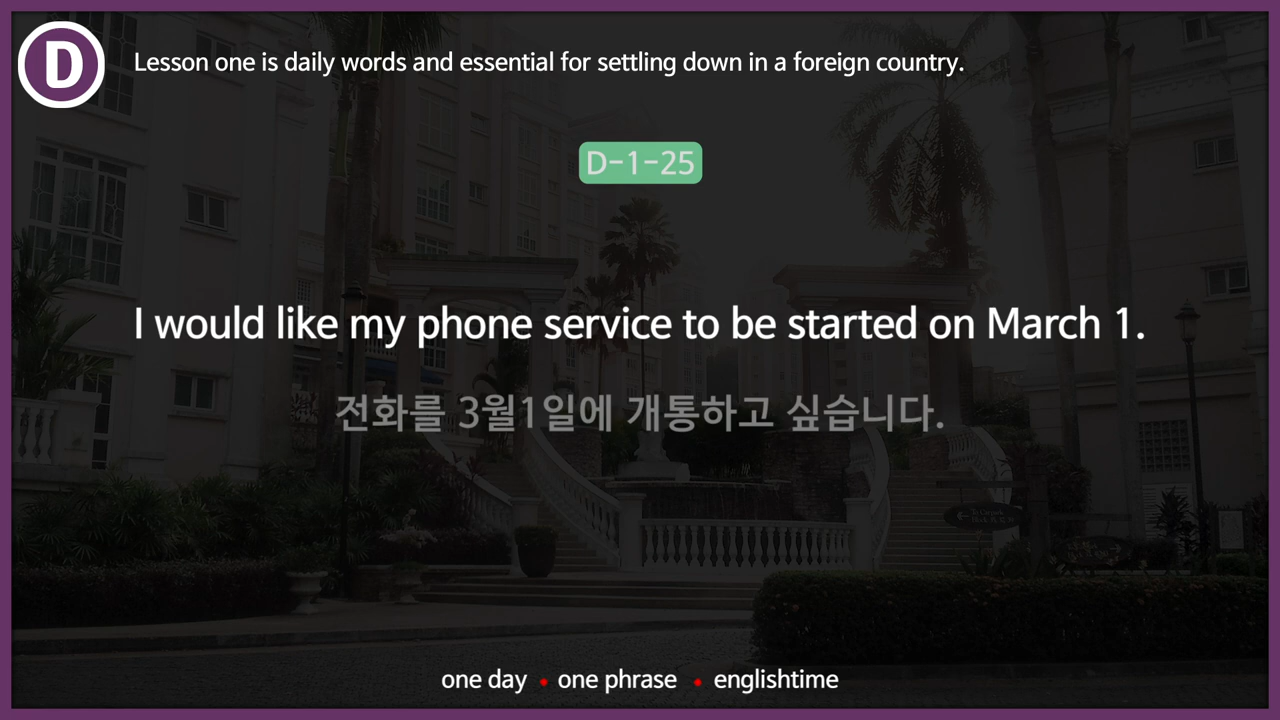 D
Lesson one is daily words and essential for settling down in a foreign country.
D-1-25
I would like my phone service to be started on March 1.
전화를 3월1일에 개통하고 싶습니다.
one day • one phrase • englishtime